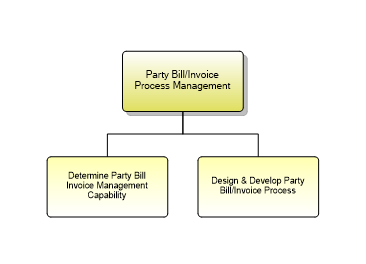 Party Bill/Invoice
Process Management
Determine Party Bill
Invoice Management
Capability
Design & Develop Party
Bill/Invoice Process